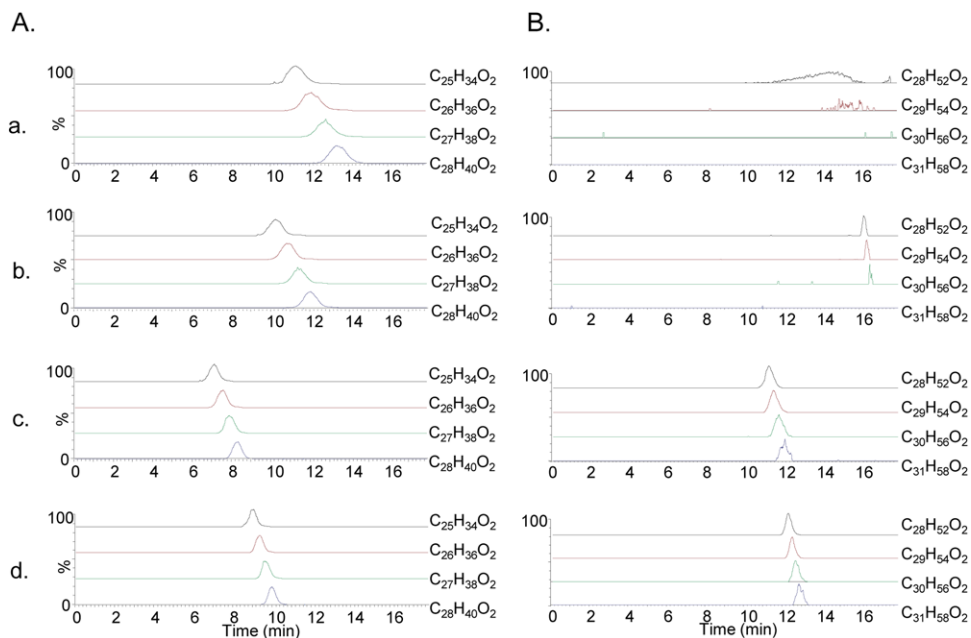 A.
B.
a.
100
%
0
C₂₅H₃₄O₂
C₂₆H₃₆O₂
C₂₇H₃₈O₂
C₂₈H₄₀O₂
0 2 4 6 8 10 12 14 16
100
C₂₈H₅₂O₂
C₂₉H₅₄O₂
C₃₀H₅₆O₂
C₃₁H₅₈O₂
0 2 4 6 8 10 12 14 16
b.
100
%
0
C₂₅H₃₄O₂
C₂₆H₃₆O₂
C₂₇H₃₈O₂
C₂₈H₄₀O₂
0 2 4 6 8 10 12 14 16
100
C₂₈H₅₂O₂
C₂₉H₅₄O₂
C₃₀H₅₆O₂
C₃₁H₅₈O₂
0 2 4 6 8 10 12 14 16
c.
100
%
0
C₂₅H₃₄O₂
C₂₆H₃₆O₂
C₂₇H₃₈O₂
C₂₈H₄₀O₂
0 2 4 6 8 10 12 14 16
100
C₂₈H₅₂O₂
C₂₉H₅₄O₂
C₃₀H₅₆O₂
C₃₁H₅₈O₂
0 2 4 6 8 10 12 14 16
d.
100
%
0
C₂₅H₃₄O₂
C₂₆H₃₆O₂
C₂₇H₃₈O₂
C₂₈H₄₀O₂
0 2 4 6 8 10 12 14 16
Time (min)
100
C₂₈H₅₂O₂
C₂₉H₅₄O₂
C₃₀H₅₆O₂
C₃₁H₅₈O₂
0 2 4 6 8 10 12 14 16
Time (min)